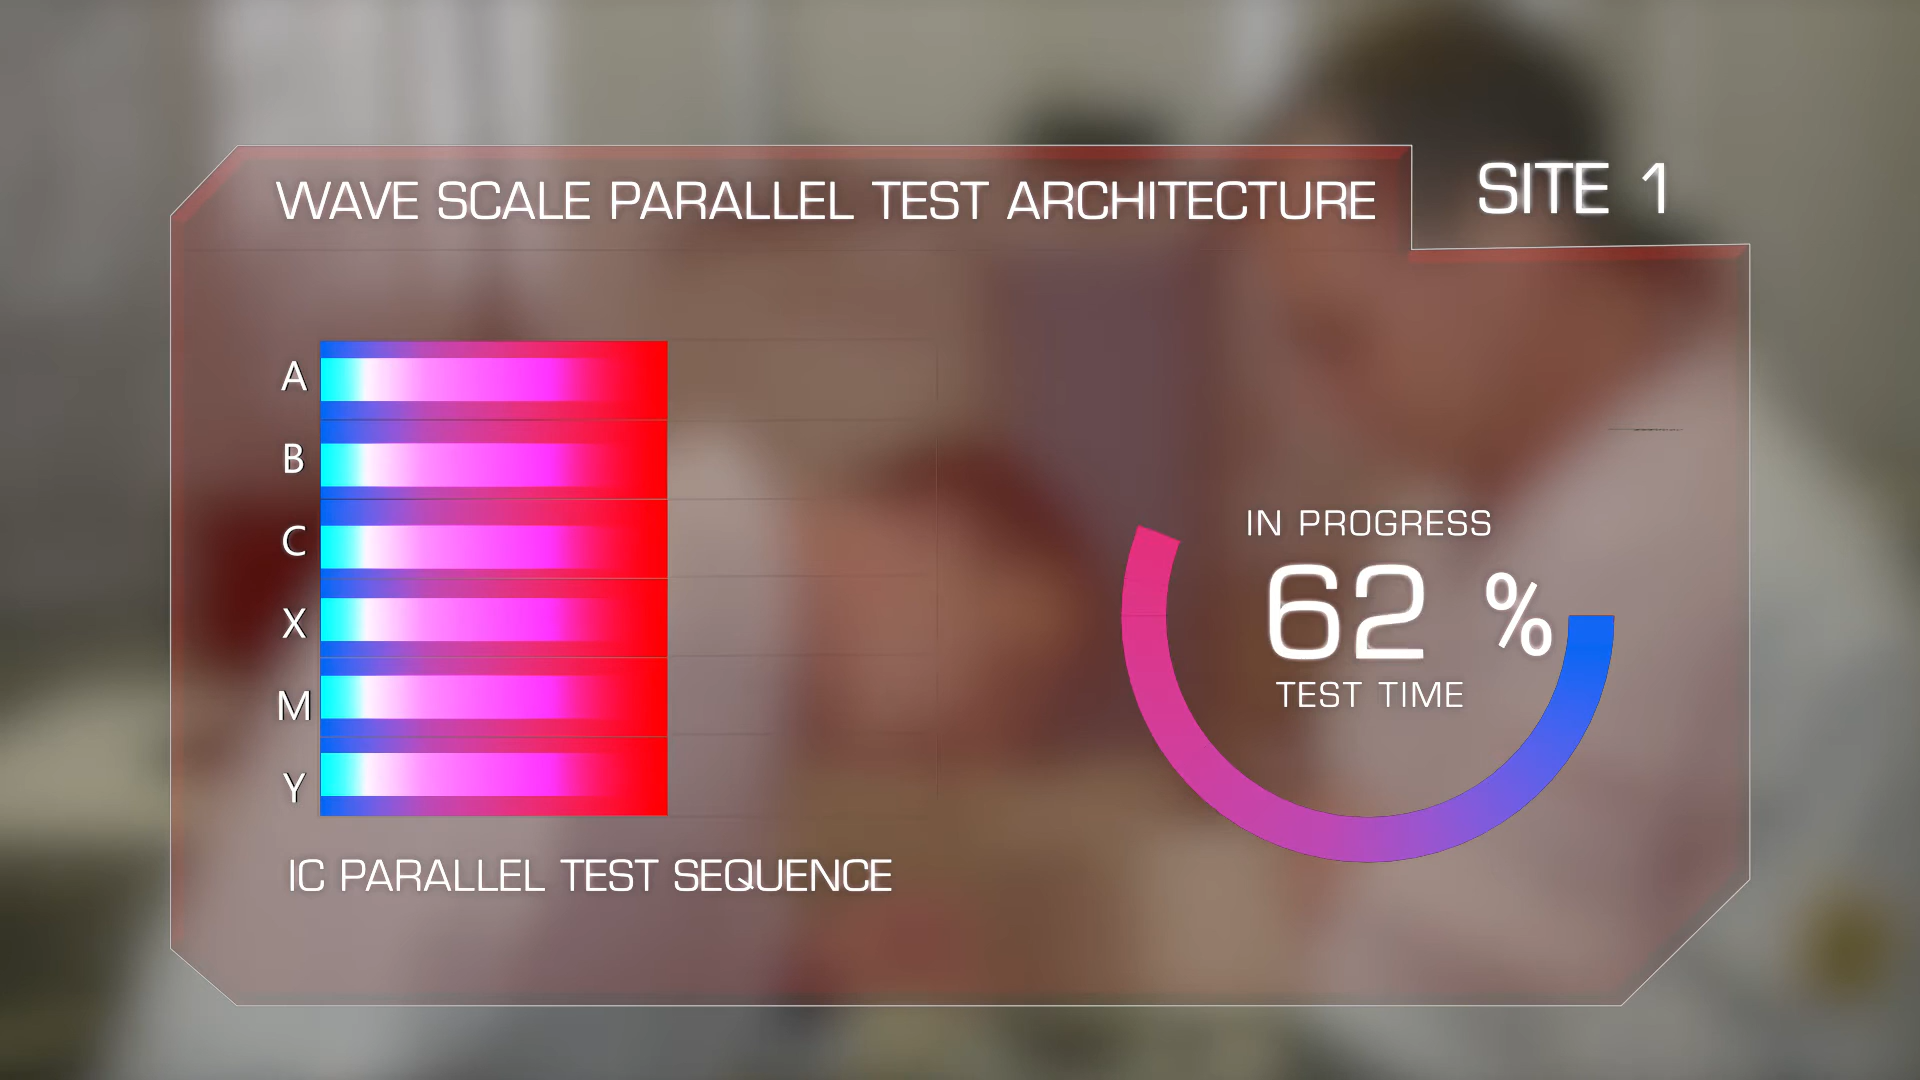 WAVE SCALE PARALLEL TEST ARCHITECTURE
SITE 1
A
B
C
X
M
Y
IC PARALLEL TEST SEQUENCE
IN PROGRESS
62 %
TEST TIME